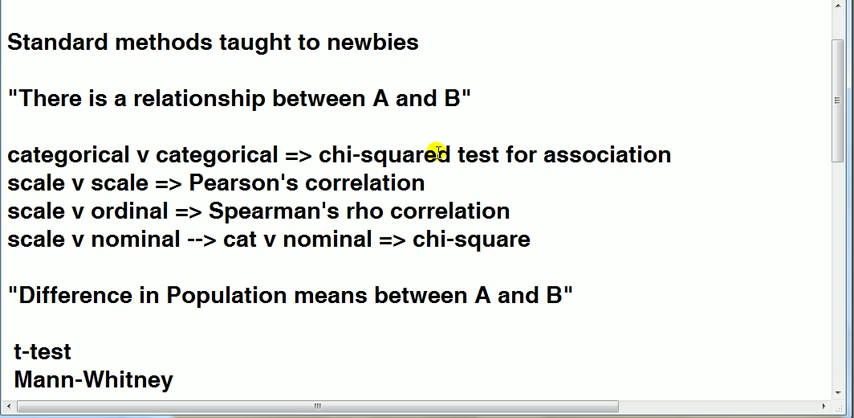 Standard methods taught to newbies
"There is a relationship between A and B"
categorical v categorical => chi-squared test for association
scale v scale => Pearson's correlation
scale v ordinal => Spearman's rho correlation
scale v nominal --> cat v nominal => chi-square
"Difference in Population means between A and B"
t-test
Mann-Whitney